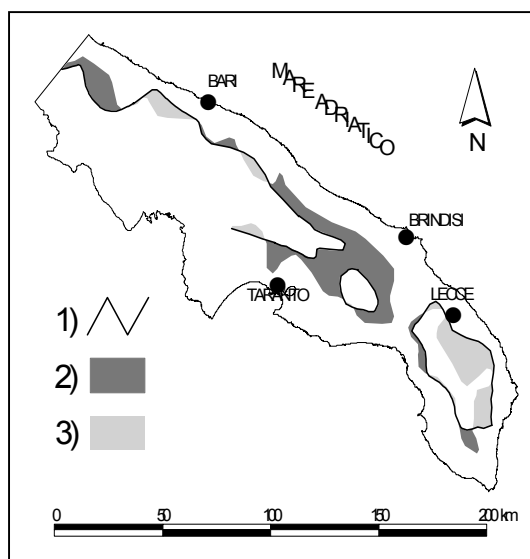 BARI
MARE ADRIATICO
N
BRINDISI
TARANTO
LECCE
1)
2)
3)
0 50 100 150 200 km